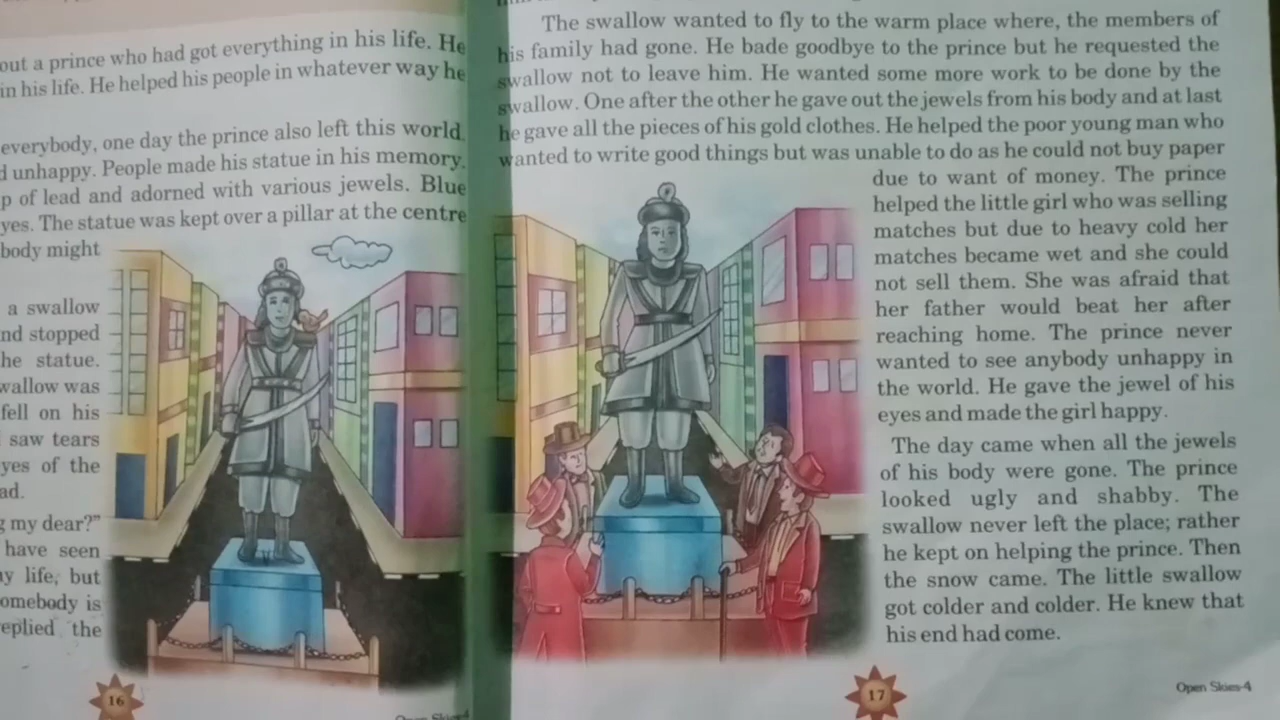 out a prince who had got everything in his life. He
in his life. He helped his people in whatever way he
everybody, one day the prince also left this world.
unhappy. People made his statue in his memory.
p of lead and adorned with various jewels. Blue
yes. The statue was kept over a pillar at the centre
body might
a swallow
nd stopped
he statue.
wallow was
fell on his
saw tears
yes of the
ad.
g my dear?"
have seen
y life, but
omebody is
eplied the
16
The swallow wanted to fly to the warm place where, the members of
his family had gone. He bade goodbye to the prince but he requested the
swallow not to leave him. He wanted some more work to be done by the
swallow. One after the other he gave out the jewels from his body and at last
he gave all the pieces of his gold clothes. He helped the poor young man who
wanted to write good things but was unable to do as he could not buy paper
due to want of money. The prince
helped the little girl who was selling
matches but due to heavy cold her
matches became wet and she could
not sell them. She was afraid that
her father would beat her after
reaching home. The prince never
wanted to see anybody unhappy in
the world. He gave the jewel of his
eyes and made the girl happy.
The day came when all the jewels
of his body were gone. The prince
looked ugly and shabby. The
swallow never left the place; rather
he kept on helping the prince. Then
the snow came. The little swallow
got colder and colder. He knew that
his end had come.
17
Open Skies-4